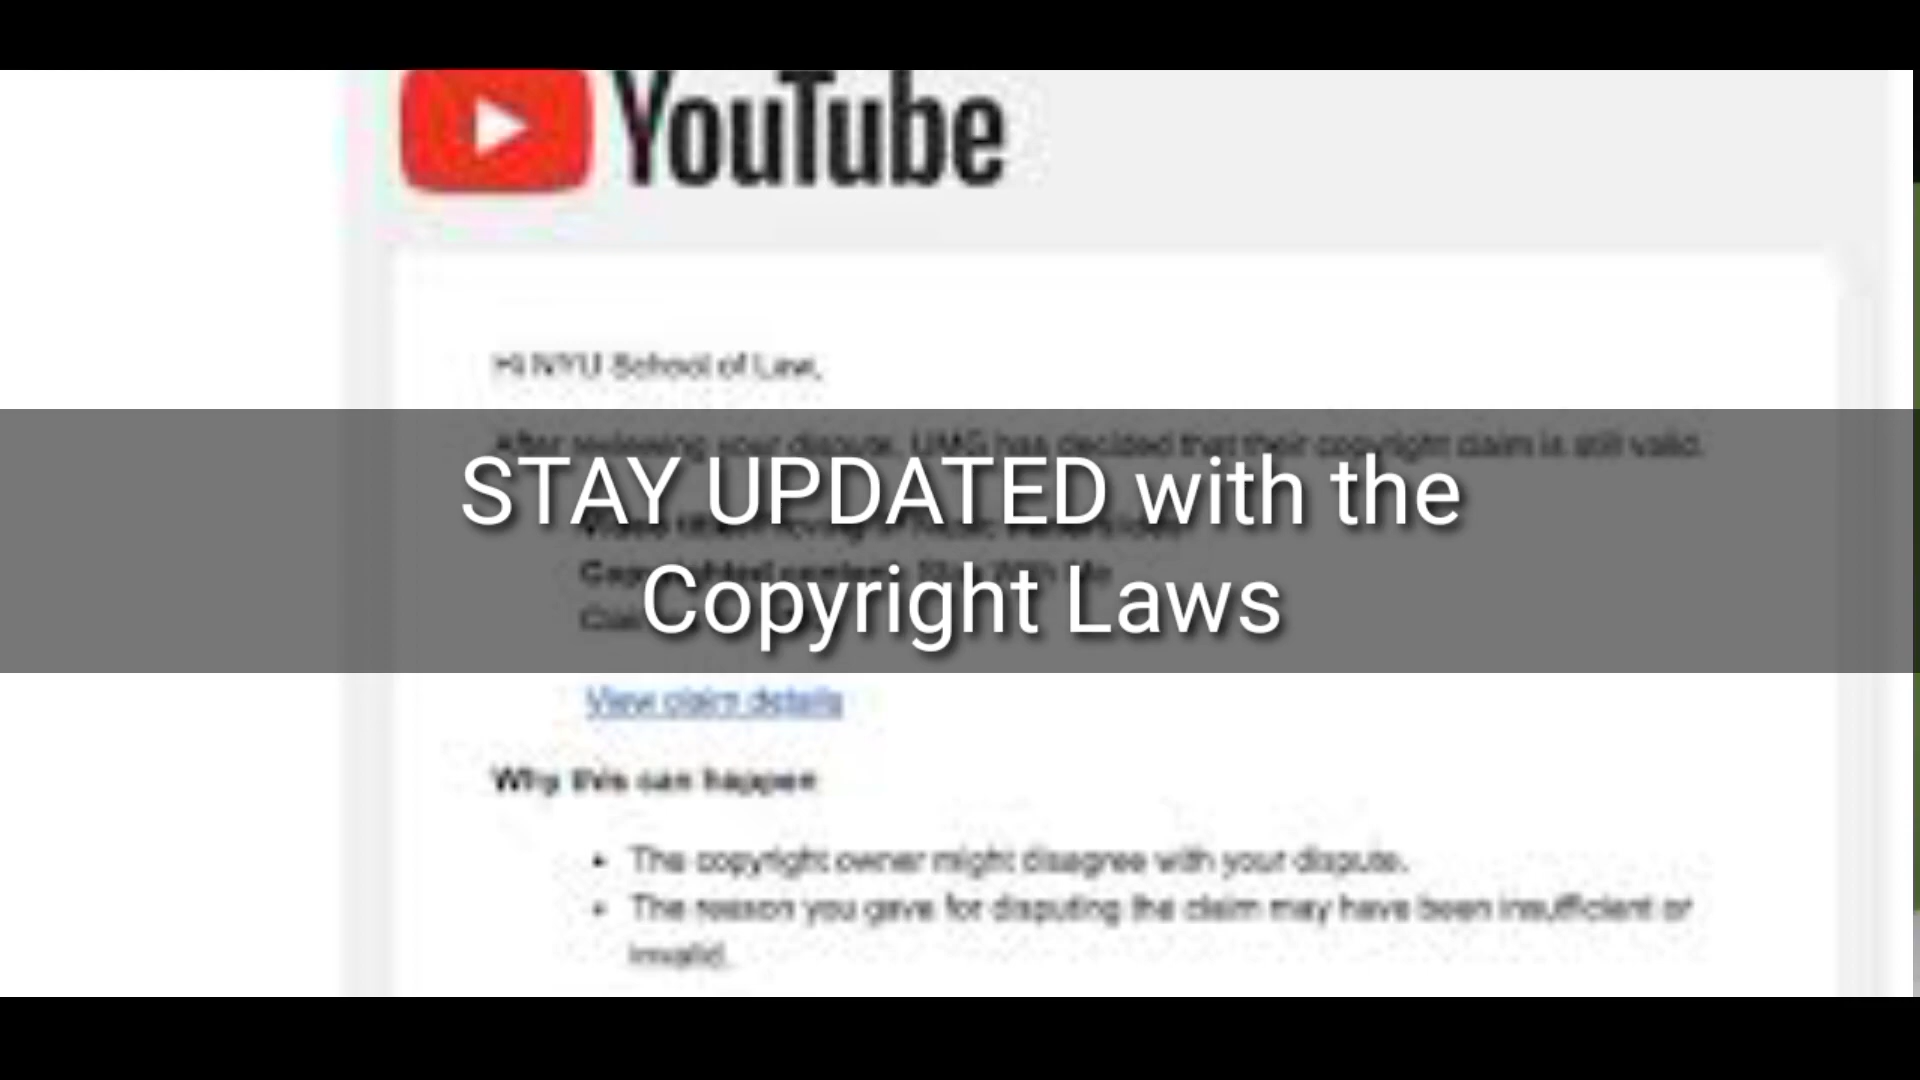 YouTube
Hi NYU School of Law,
After reviewing your dispute, UMG has decided that their copyright claim is still valid.
STAY UPDATED with the
Copyright Laws
View claim details
Why this can happen
• The copyright owner might disagree with your dispute.
• The reason you gave for disputing the claim may have been insufficient or
invalid.